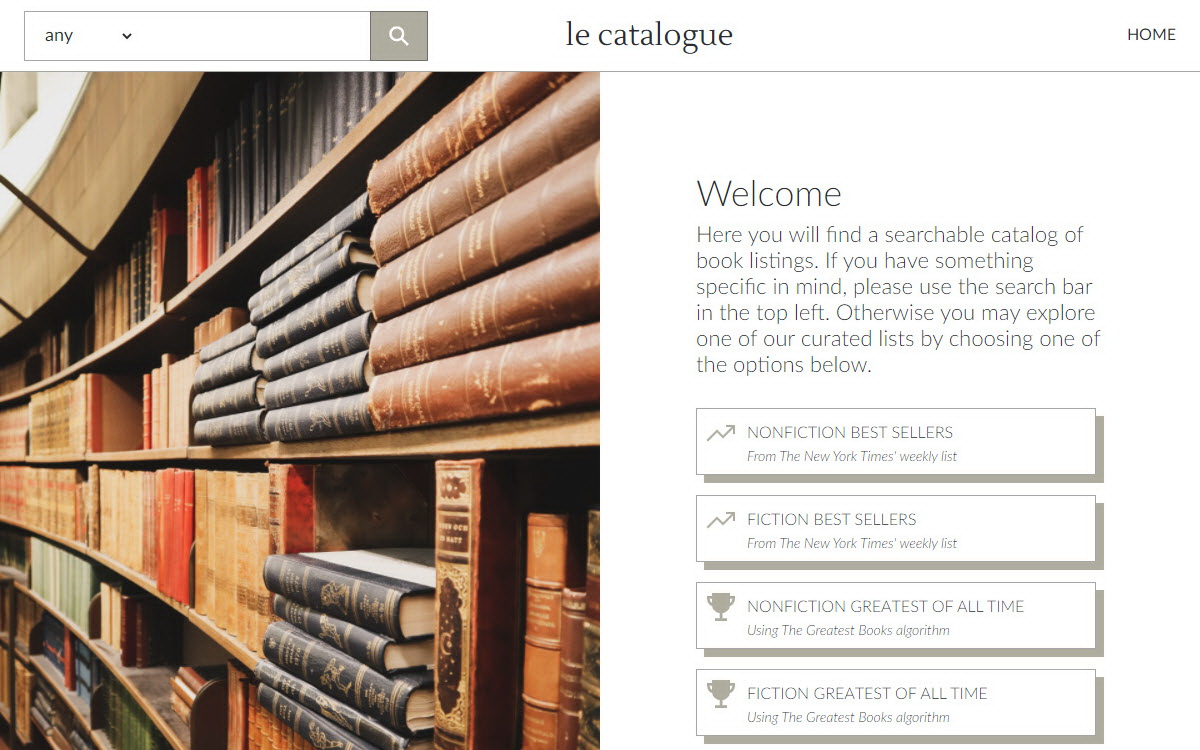 any
le catalogue
HOME
Welcome
Here you will find a searchable catalog of
book listings. If you have something
specific in mind, please use the search bar
in the top left. Otherwise you may explore
one of our curated lists by choosing one of
the options below.
NONFICTION BEST SELLERS
From The New York Times' weekly list
FICTION BEST SELLERS
From The New York Times' weekly list
NONFICTION GREATEST OF ALL TIME
Using The Greatest Books algorithm
FICTION GREATEST OF ALL TIME
Using The Greatest Books algorithm